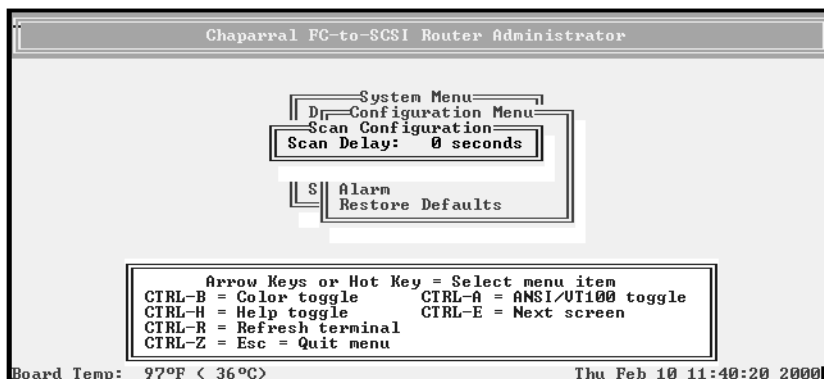 Chaparral FC-to-SCSI Router Administrator
System Menu
D Configuration Menu
Scan Configuration
Scan Delay: 0 seconds
S Alarm
Restore Defaults
Arrow Keys or Hot Key = Select menu item
CTRL-B = Color toggle CTRL-A = ANSI/VT100 toggle
CTRL-H = Help toggle CTRL-E = Next screen
CTRL-R = Refresh terminal
CTRL-Z = Esc = Quit menu
Board Temp: 97ºF ( 36ºC) Thu Feb 10 11:40:20 2000